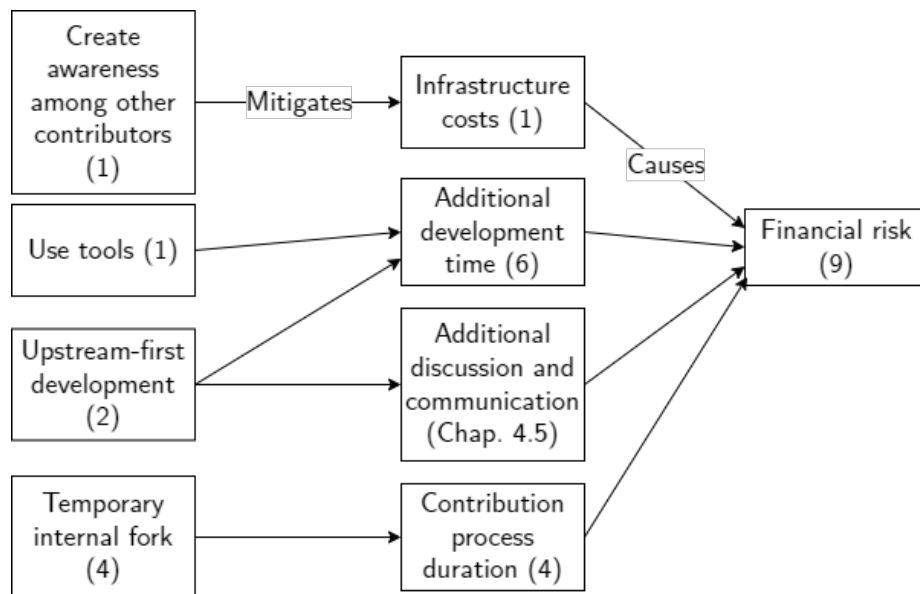 Create
awareness
among other
contributors
(1)
Mitigates
Infrastructure
costs (1)
Causes
Use tools (1)
Additional
development
time (6)
Financial risk
(9)
Upstream-first
development
(2)
Additional
discussion and
communication
(Chap. 4.5)
Temporary
internal fork
(4)
Contribution
process
duration (4)